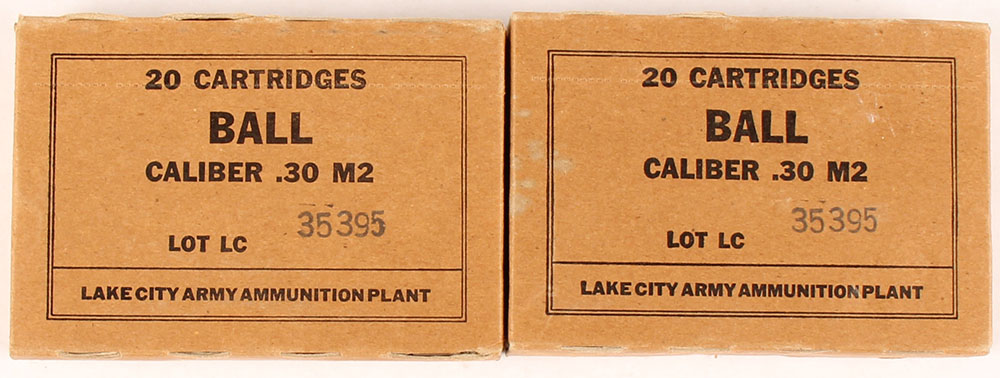 20 CARTRIDGES
BALL
CALIBER .30 M2
35395
LOT LC
LAKE CITY ARMY AMMUNITION PLANT
20 CARTRIDGES
BALL
CALIBER .30 M2
35395
LOT LC
LAKE CITY ARMY AMMUNITION PLANT